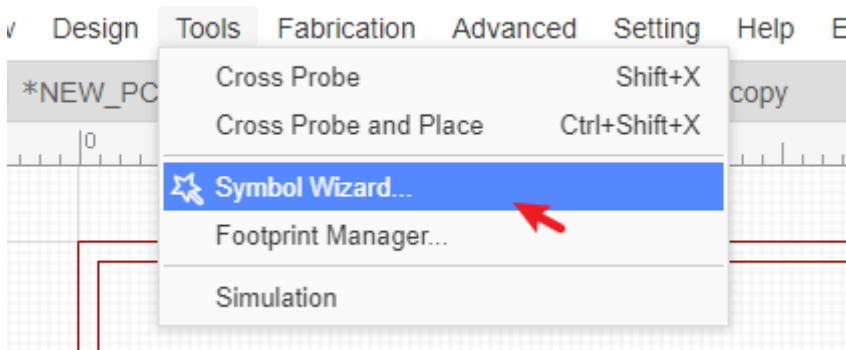 Design Tools Fabrication Advanced Setting Help
*NEW_PC copy
0
Cross Probe Shift+X
Cross Probe and Place Ctrl+Shift+X
Symbol Wizard...
Footprint Manager...
Simulation